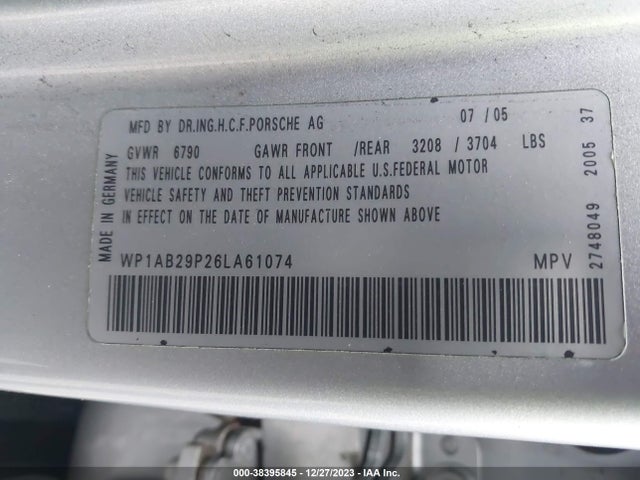 MFD BY DR.ING.H.C.F.PORSCHE AG 07 / 05
GVWR 6790 GAWR FRONT /REAR 3208 / 3704 LBS
THIS VEHICLE CONFORMS TO ALL APPLICABLE U.S.FEDERAL MOTOR
VEHICLE SAFETY AND THEFT PREVENTION STANDARDS
IN EFFECT ON THE DATE OF MANUFACTURE SHOWN ABOVE
WP1AB29P26LA61074 MPV
MADE IN GERMANY
2748049 2005 37
000-38395845 - 12/27/2023 - IAA Inc.